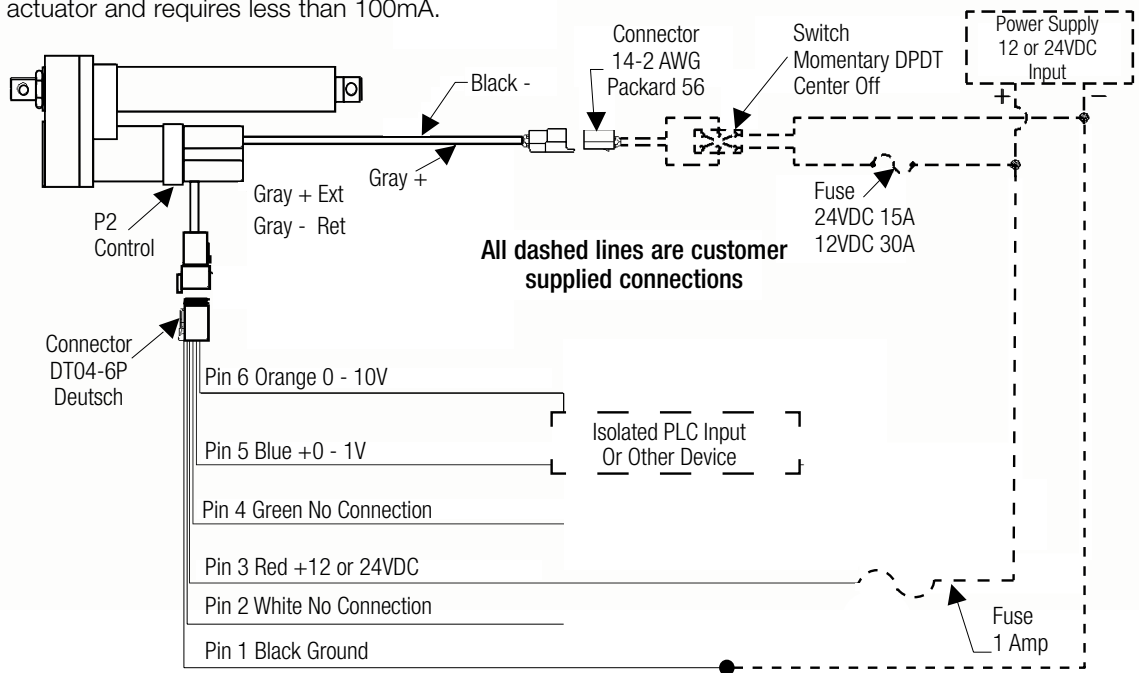 actuator and requires less than 100mA.
Connector
14-2 AWG
Packard 56
Switch
Momentary DPDT
Center Off
Power Supply
12 or 24VDC
Input
+
–
Black -
Gray +
Gray + Ext
Gray - Ret
P2
Control
Fuse
24VDC 15A
12VDC 30A
All dashed lines are customer
supplied connections
Connector
DT04-6P
Deutsch
Pin 6 Orange 0 - 10V
Isolated PLC Input
Or Other Device
Pin 5 Blue +0 - 1V
Pin 4 Green No Connection
Pin 3 Red +12 or 24VDC
Pin 2 White No Connection
Fuse
1 Amp
Pin 1 Black Ground